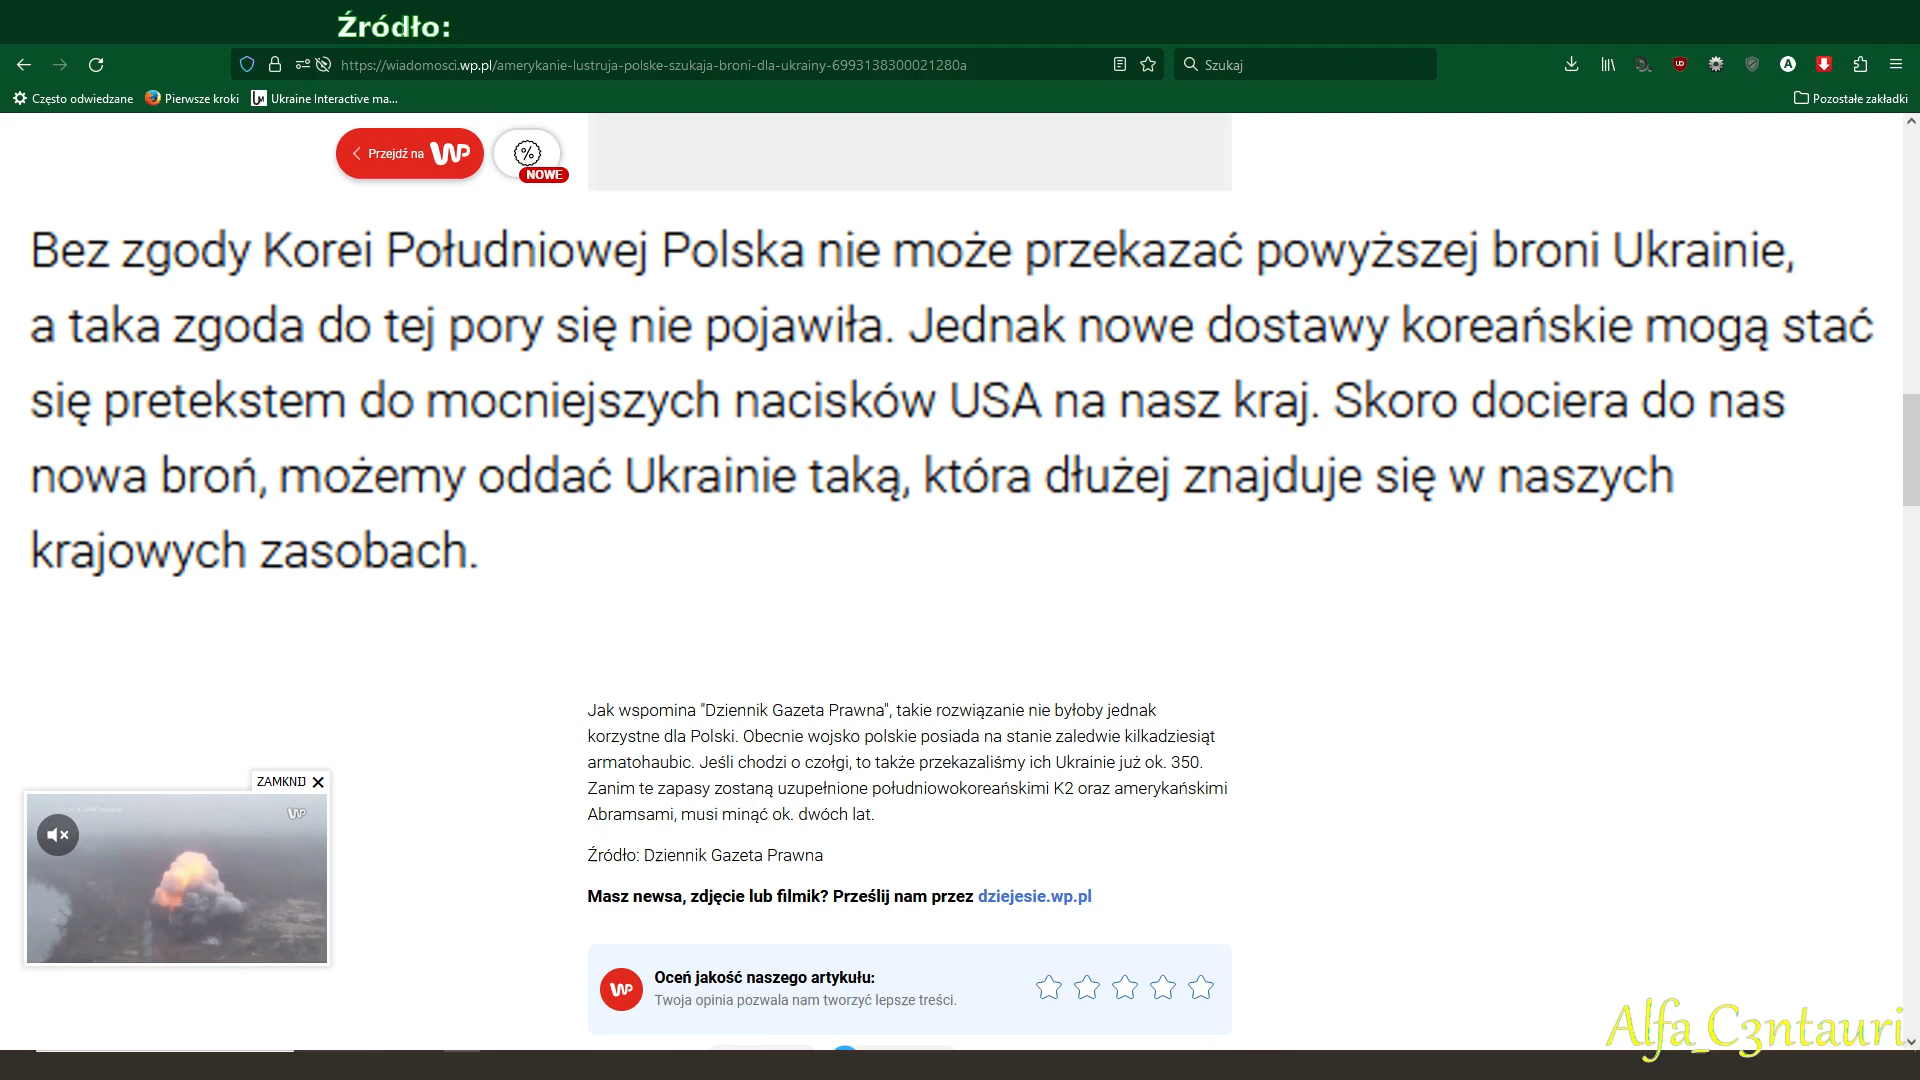 Źródło:
https://wiadomosci.wp.pl/amerykanie-lustruja-polske-szukaja-broni-dla-ukrainy-6993138300021280a
Szukaj
Często odwiedzane
Pierwsze kroki
Ukraine Interactive ma...
Pozostałe zakładki
Przejdź na WP
%
NOWE
Bez zgody Korei Południowej Polska nie może przekazać powyższej broni Ukrainie,
a taka zgoda do tej pory się nie pojawiła. Jednak nowe dostawy koreańskie mogą stać
się pretekstem do mocniejszych nacisków USA na nasz kraj. Skoro dociera do nas
nowa broń, możemy oddać Ukrainie taką, która dłużej znajduje się w naszych
krajowych zasobach.
Jak wspomina "Dziennik Gazeta Prawna", takie rozwiązanie nie byłoby jednak
korzystne dla Polski. Obecnie wojsko polskie posiada na stanie zaledwie kilkadziesiąt
armatohaubic. Jeśli chodzi o czołgi, to także przekazaliśmy ich Ukrainie już ok. 350.
Zanim te zapasy zostaną uzupełnione południowokoreańskimi K2 oraz amerykańskimi
Abramsami, musi minąć ok. dwóch lat.
Źródło: Dziennik Gazeta Prawna
Masz newsa, zdjęcie lub filmik? Prześlij nam przez dziejesie.wp.pl
ZAMKNIJ
WP
WP
Oceń jakość naszego artykułu:
Twoja opinia pozwala nam tworzyć lepsze treści.
Alfa_C3ntauri